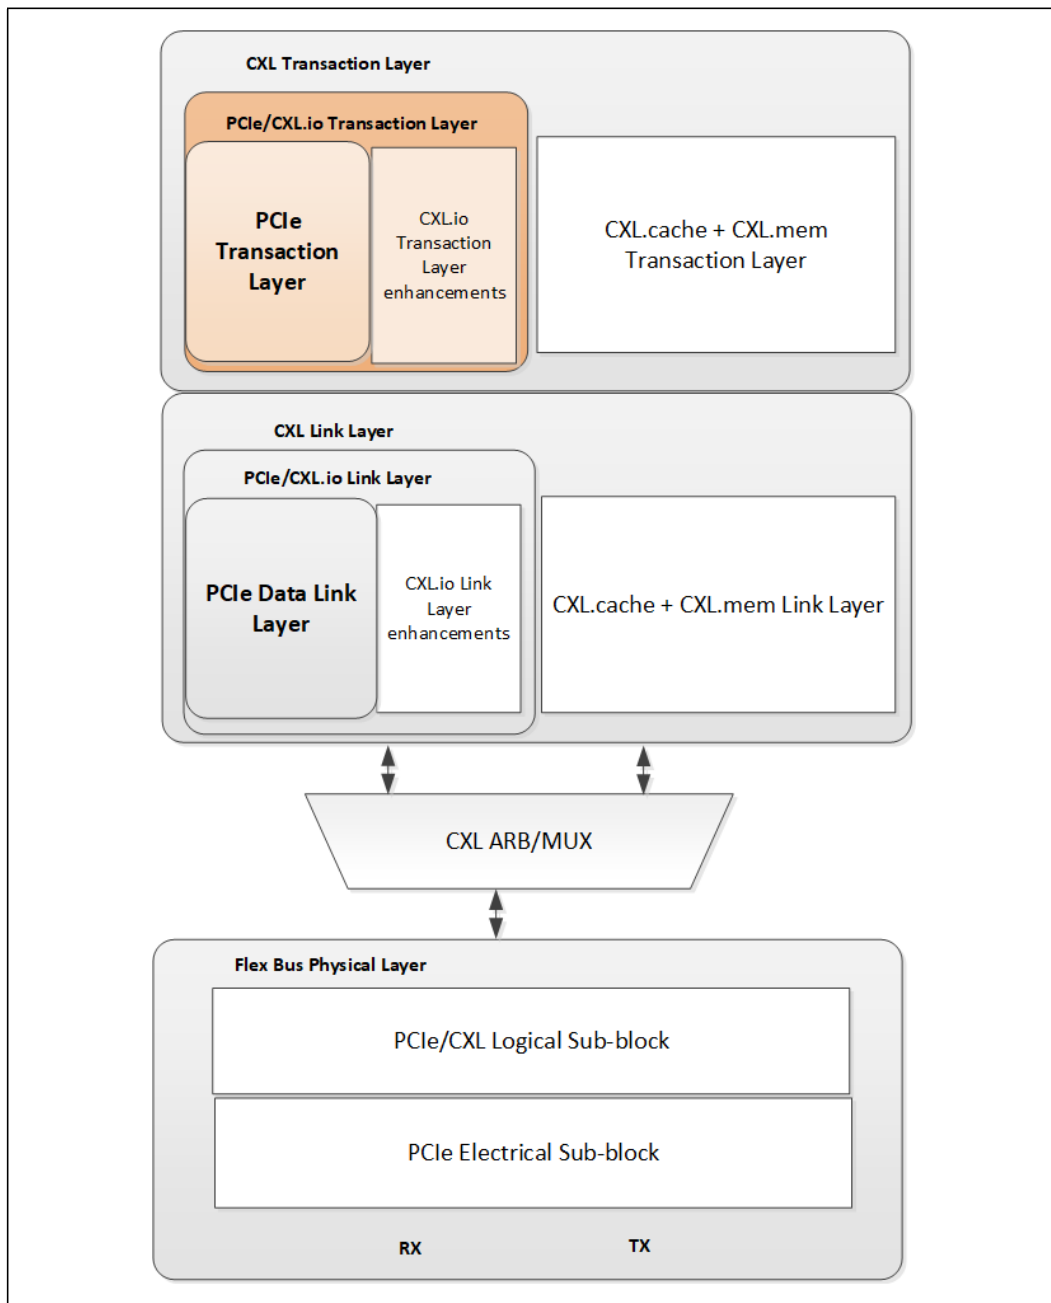 CXL Transaction Layer
PCIe/CXL.io Transaction Layer
PCIe
Transaction
Layer
CXL.io
Transaction
Layer
enhancements
CXL.cache + CXL.mem
Transaction Layer
CXL Link Layer
PCIe/CXL.io Link Layer
PCIe Data Link
Layer
CXL.io Link
Layer
enhancements
CXL.cache + CXL.mem Link Layer
CXL ARB/MUX
Flex Bus Physical Layer
PCIe/CXL Logical Sub-block
PCIe Electrical Sub-block
RX
TX